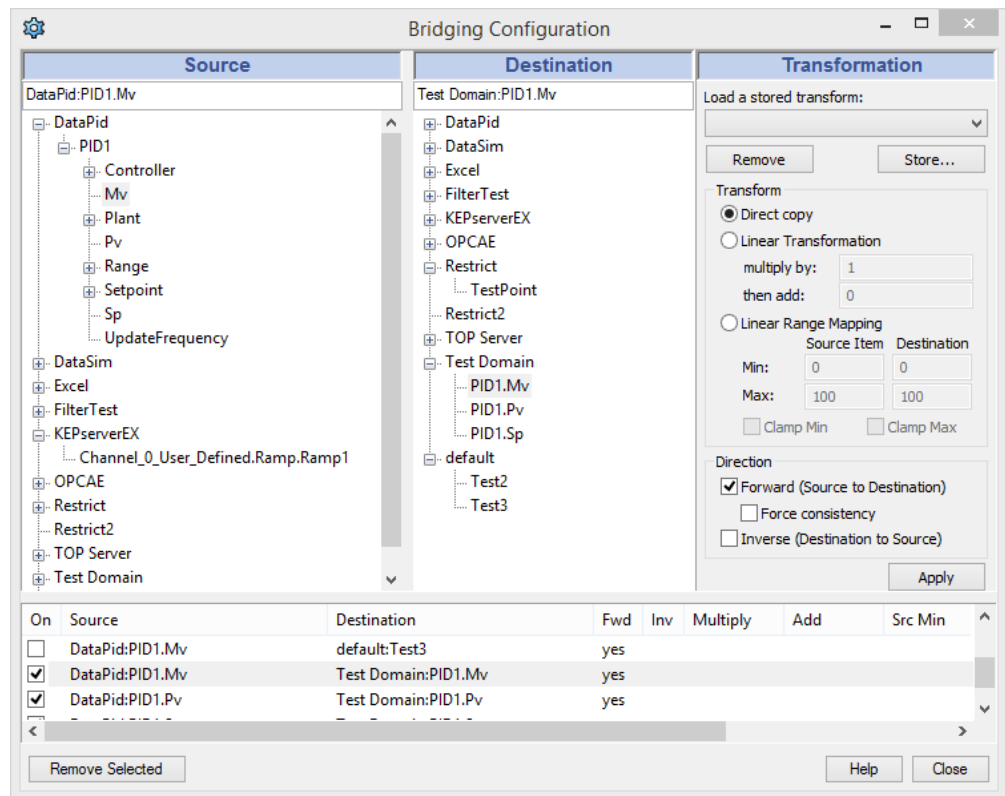 Bridging Configuration
Source
DataPid:PID1.Mv
DataPid
PID1
Controller
Mv
Plant
Pv
Range
Setpoint
Sp
UpdateFrequency
DataSim
Excel
FilterTest
KEPserverEX
Channel_0_User_Defined.Ramp.Ramp1
OPCAE
Restrict
Restrict2
TOP Server
Test Domain
Destination
Test Domain:PID1.Mv
DataPid
DataSim
Excel
FilterTest
KEPserverEX
OPCAE
Restrict
TestPoint
Restrict2
TOP Server
Test Domain
PID1.Mv
PID1.Pv
PID1.Sp
default
Test2
Test3
Transformation
Load a stored transform:
Remove Store...
Transform
Direct copy
Linear Transformation
multiply by: 1
then add: 0
Linear Range Mapping
Source Item Destination
Min: 0 0
Max: 100 100
Clamp Min Clamp Max
Direction
Forward (Source to Destination)
Force consistency
Inverse (Destination to Source)
Apply
On Source Destination Fwd Inv Multiply Add Src Min
DataPid:PID1.Mv default:Test3 yes
DataPid:PID1.Mv Test Domain:PID1.Mv yes
DataPid:PID1.Pv Test Domain:PID1.Pv yes
Remove Selected Help Close